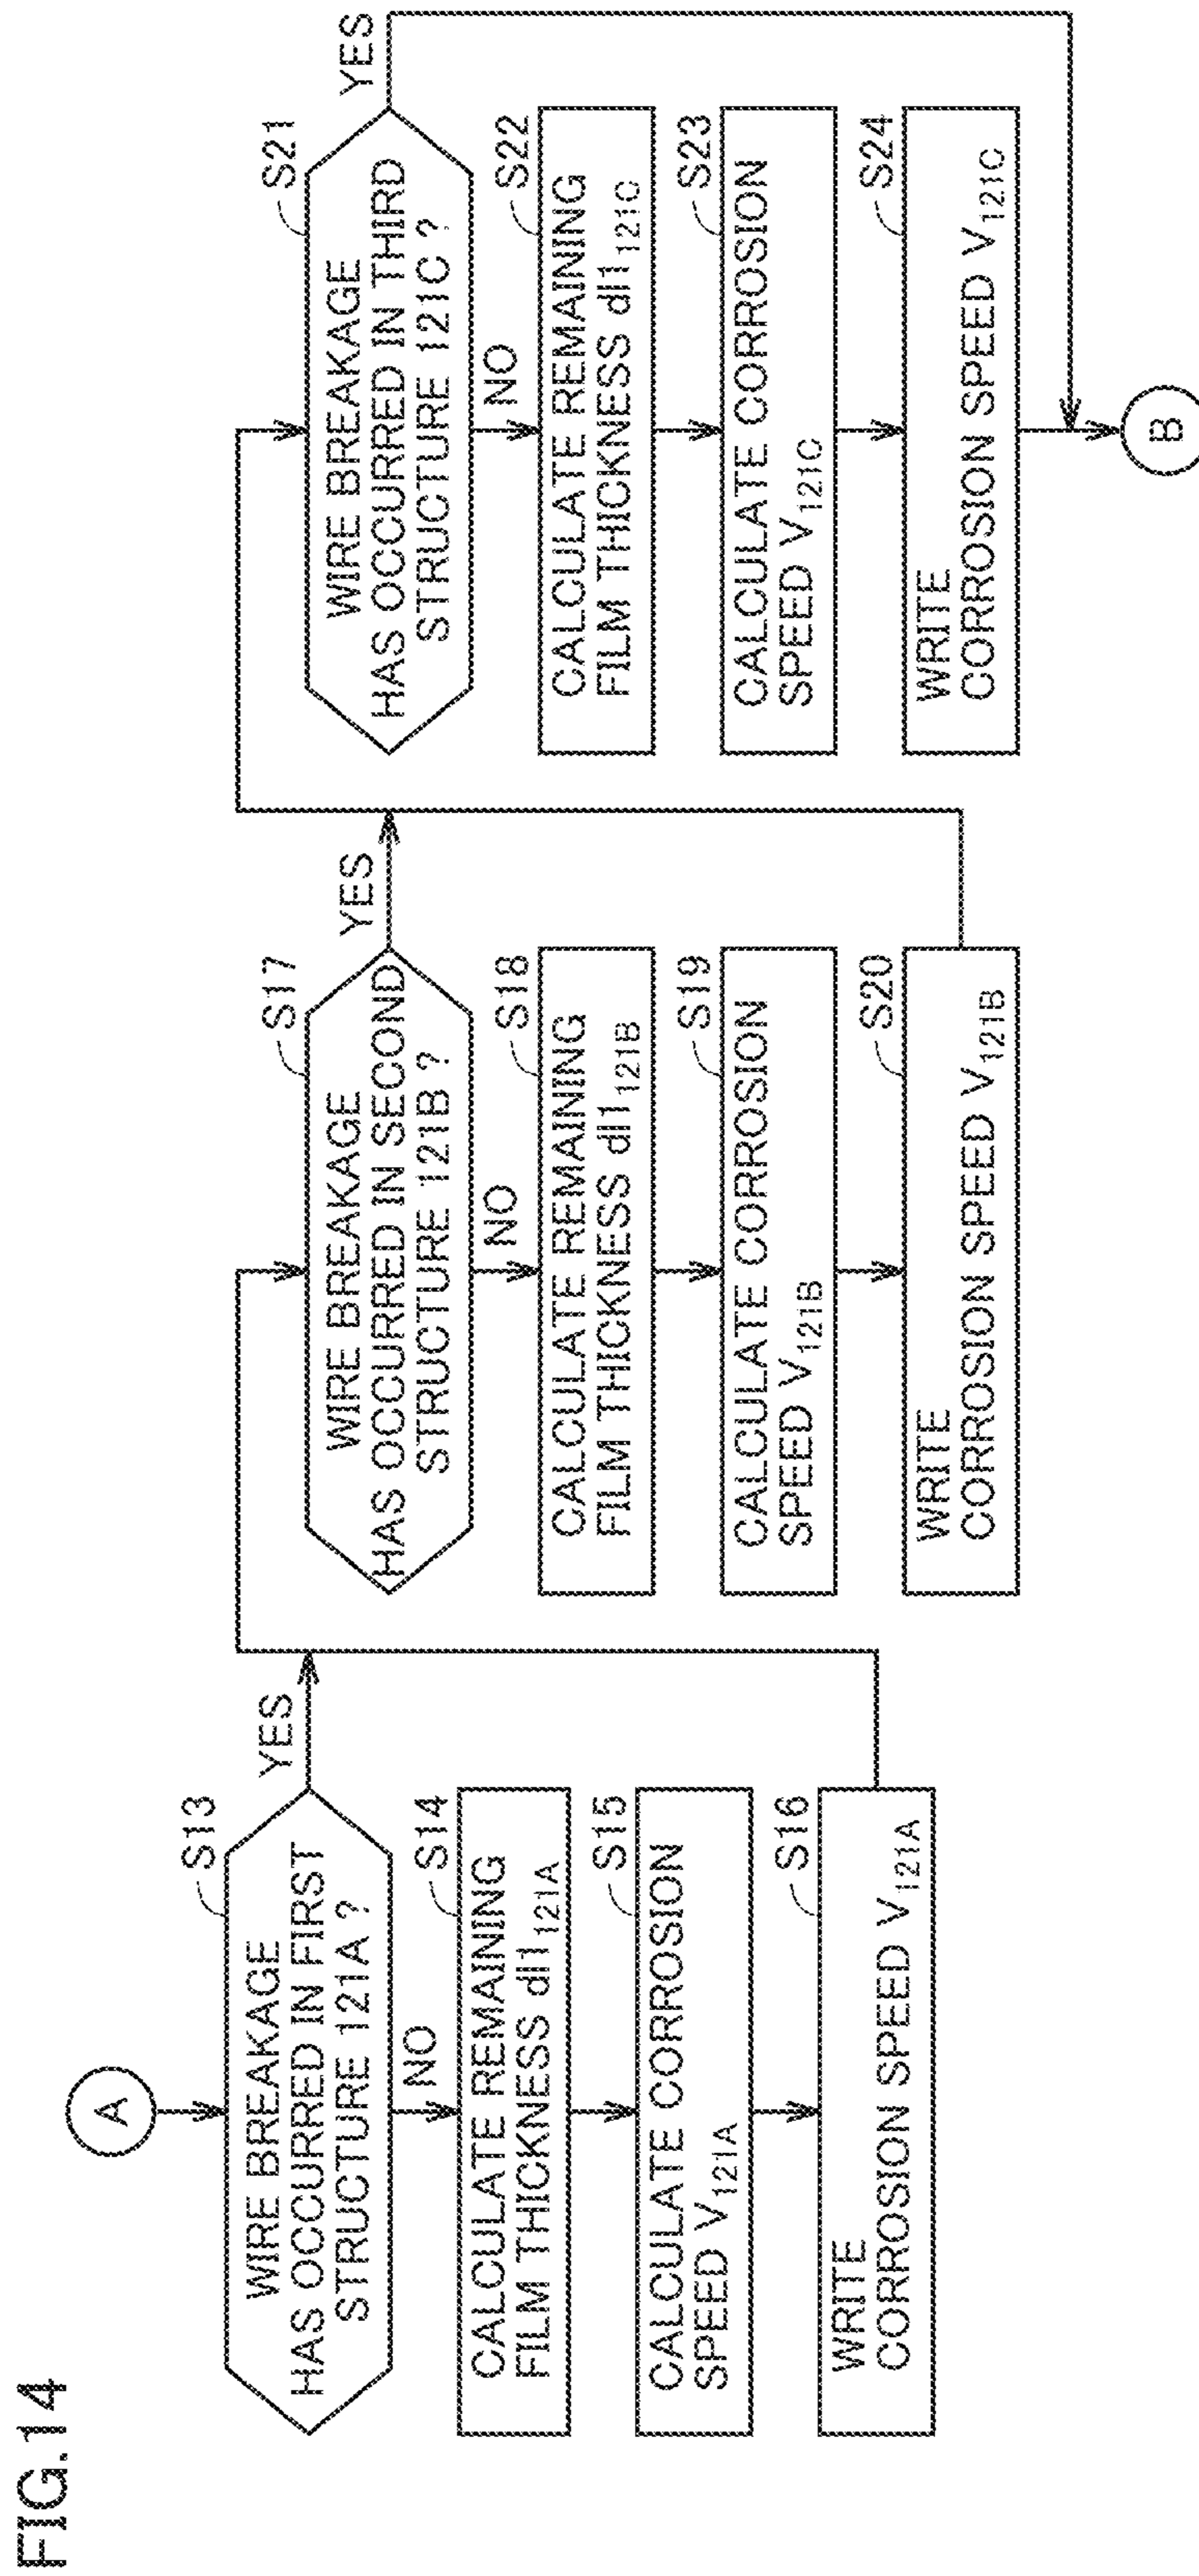 FIG.14
A
S13
WIRE BREAKAGE
HAS OCCURRED IN FIRST
STRUCTURE 121A ?
YES
NO
S14
CALCULATE REMAINING
FILM THICKNESS dI1121A
S15
CALCULATE CORROSION
SPEED V121A
S16
WRITE
CORROSION SPEED V121A
S17
WIRE BREAKAGE
HAS OCCURRED IN SECOND
STRUCTURE 121B ?
YES
NO
S18
CALCULATE REMAINING
FILM THICKNESS dI1121B
S19
CALCULATE CORROSION
SPEED V121B
S20
WRITE
CORROSION SPEED V121B
S21
WIRE BREAKAGE
HAS OCCURRED IN THIRD
STRUCTURE 121C ?
YES
NO
S22
CALCULATE REMAINING
FILM THICKNESS dI1121C
S23
CALCULATE CORROSION
SPEED V121C
S24
WRITE
CORROSION SPEED V121C
B